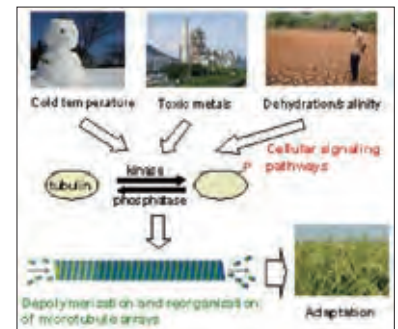 Cold temperature
Toxic metals
Dehydration/salinity
Cellular signaling
pathways
P
kinase
tubulin
phosphatase
Depolymerization and reorganization
of microtubule arrays
Adaptation